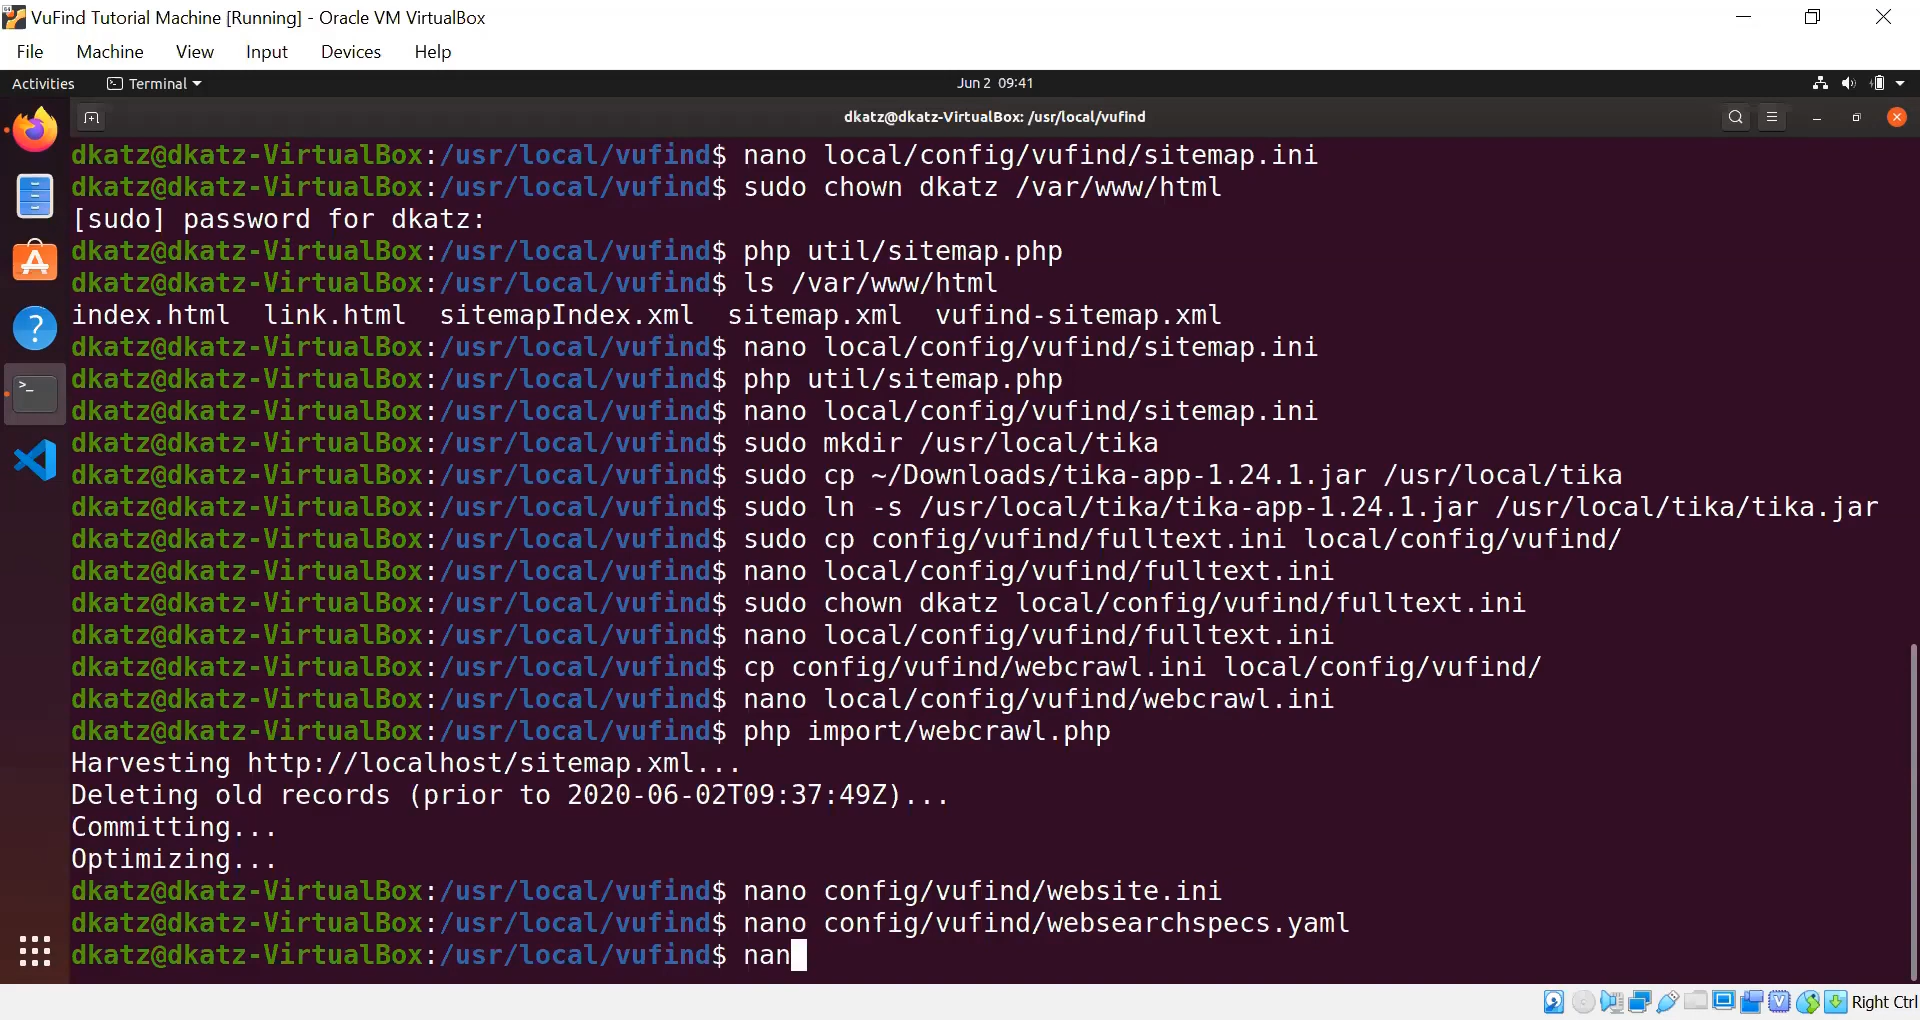 VuFind Tutorial Machine [Running] - Oracle VM VirtualBox
File Machine View Input Devices Help
Activities Terminal Jun 2 09:41
dkatz@dkatz-VirtualBox: /usr/local/vufind
dkatz@dkatz-VirtualBox:/usr/local/vufind$ nano local/config/vufind/sitemap.ini
dkatz@dkatz-VirtualBox:/usr/local/vufind$ sudo chown dkatz /var/www/html
[sudo] password for dkatz:
dkatz@dkatz-VirtualBox:/usr/local/vufind$ php util/sitemap.php
dkatz@dkatz-VirtualBox:/usr/local/vufind$ ls /var/www/html
index.html link.html sitemapIndex.xml sitemap.xml vufind-sitemap.xml
dkatz@dkatz-VirtualBox:/usr/local/vufind$ nano local/config/vufind/sitemap.ini
dkatz@dkatz-VirtualBox:/usr/local/vufind$ php util/sitemap.php
dkatz@dkatz-VirtualBox:/usr/local/vufind$ nano local/config/vufind/sitemap.ini
dkatz@dkatz-VirtualBox:/usr/local/vufind$ sudo mkdir /usr/local/tika
dkatz@dkatz-VirtualBox:/usr/local/vufind$ sudo cp ~/Downloads/tika-app-1.24.1.jar /usr/local/tika
dkatz@dkatz-VirtualBox:/usr/local/vufind$ sudo ln -s /usr/local/tika/tika-app-1.24.1.jar /usr/local/tika/tika.jar
dkatz@dkatz-VirtualBox:/usr/local/vufind$ sudo cp config/vufind/fulltext.ini local/config/vufind/
dkatz@dkatz-VirtualBox:/usr/local/vufind$ nano local/config/vufind/fulltext.ini
dkatz@dkatz-VirtualBox:/usr/local/vufind$ sudo chown dkatz local/config/vufind/fulltext.ini
dkatz@dkatz-VirtualBox:/usr/local/vufind$ nano local/config/vufind/fulltext.ini
dkatz@dkatz-VirtualBox:/usr/local/vufind$ cp config/vufind/webcrawl.ini local/config/vufind/
dkatz@dkatz-VirtualBox:/usr/local/vufind$ nano local/config/vufind/webcrawl.ini
dkatz@dkatz-VirtualBox:/usr/local/vufind$ php import/webcrawl.php
Harvesting http://localhost/sitemap.xml...
Deleting old records (prior to 2020-06-02T09:37:49Z)...
Committing...
Optimizing...
dkatz@dkatz-VirtualBox:/usr/local/vufind$ nano config/vufind/website.ini
dkatz@dkatz-VirtualBox:/usr/local/vufind$ nano config/vufind/websearchspecs.yaml
dkatz@dkatz-VirtualBox:/usr/local/vufind$ nan
Right Ctrl